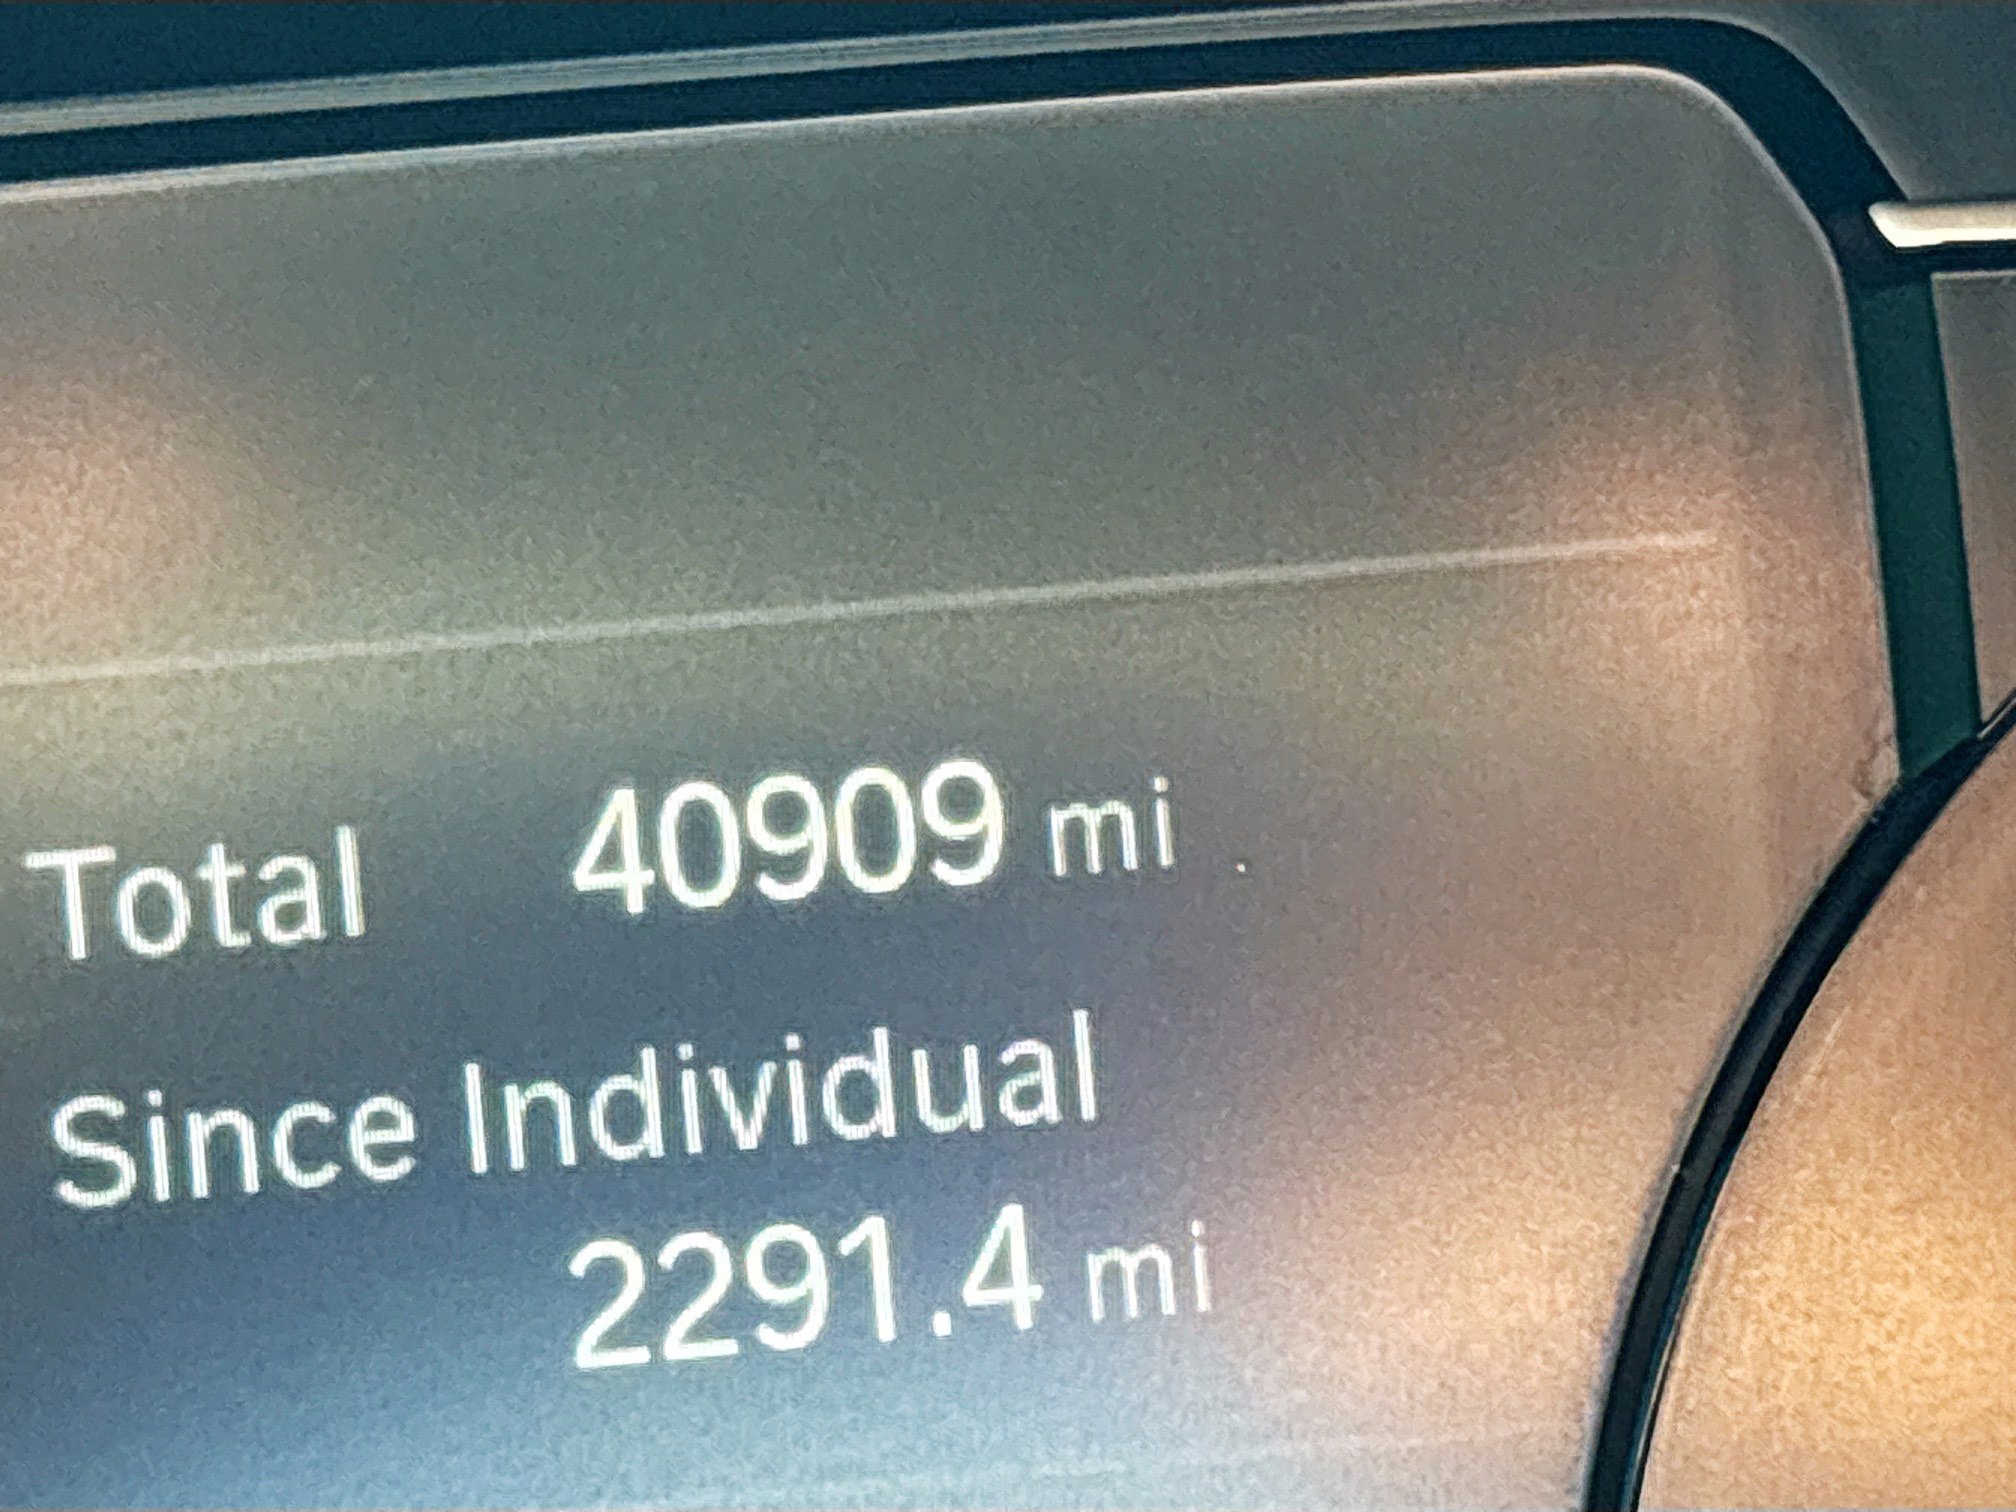 Total 40909 mi
Since Individual
2291.4 mi